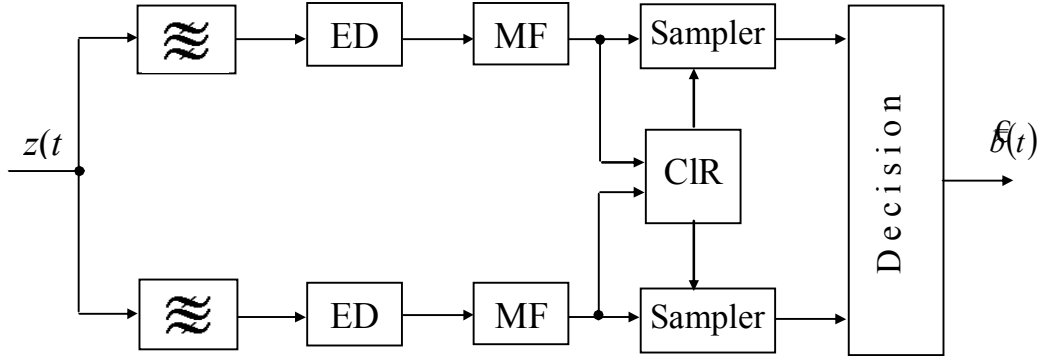 ED
MF
Sampler
z(t
ClR
Decision
(t)
ED
MF
Sampler